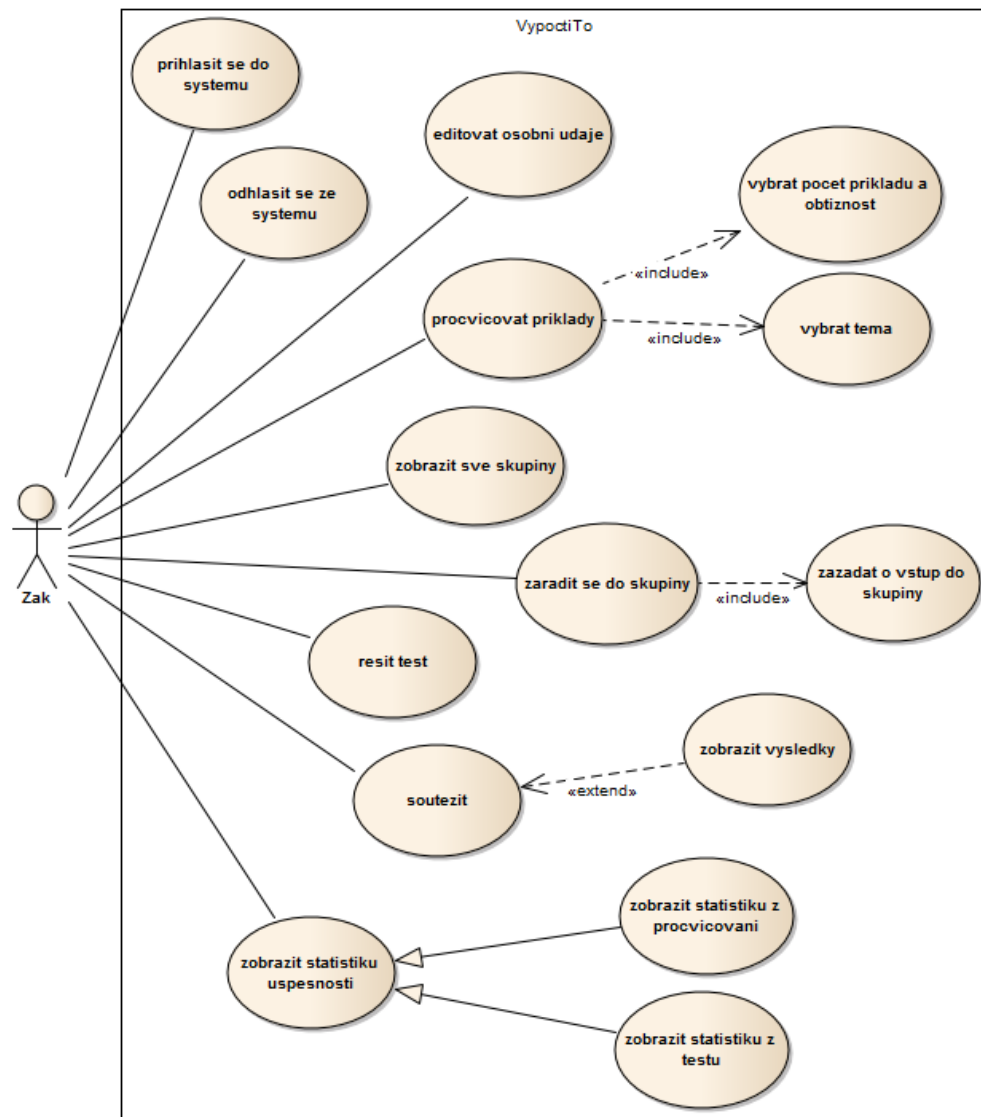 VypoctiTo
prihlasit se do
systemu
editovat osobni udaje
vybrat pocet prikladu a
obtiznost
odhlasit se ze
systemu
«include»
procvicovat priklady
vybrat tema
«include»
zobrazit sve skupiny
zaradit se do skupiny
zazadat o vstup do
skupiny
«include»
Zak
resit test
zobrazit vysledky
soutezit
«extend»
zobrazit statistiku z
procvicovani
zobrazit statistiku
uspesnosti
zobrazit statistiku z
testu